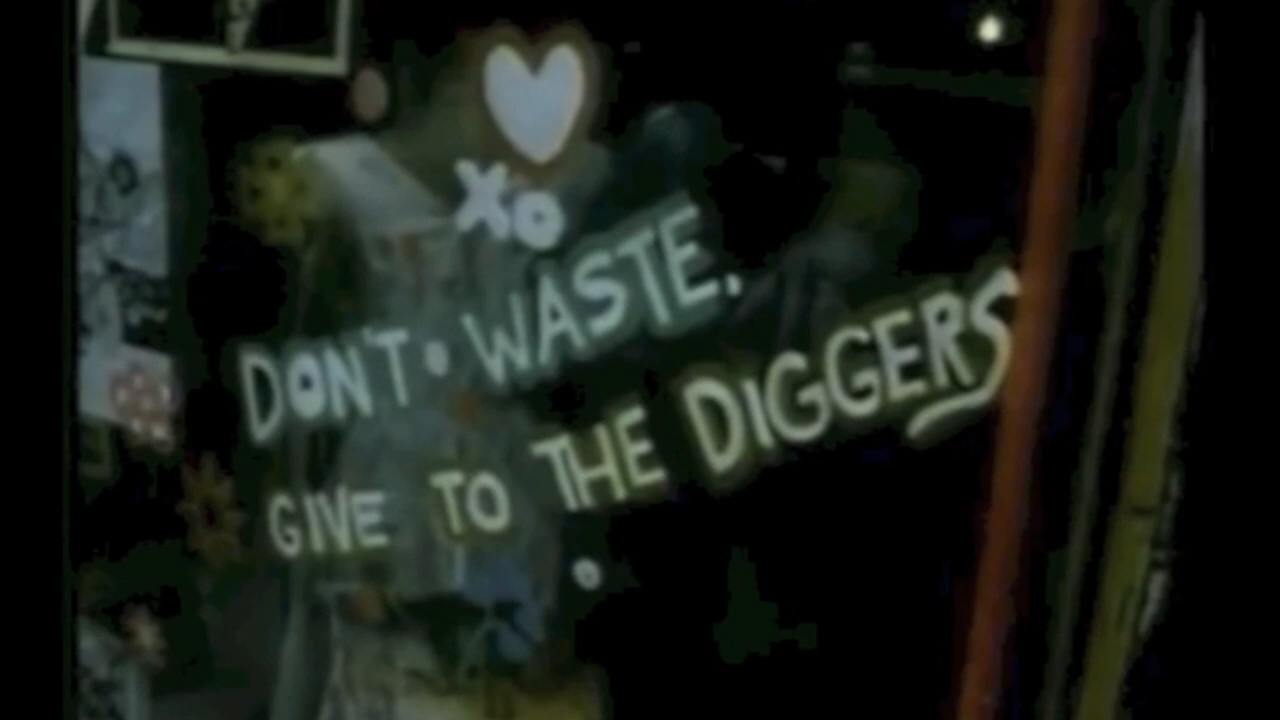 XO
DON'T • WASTE.
GIVE TO THE DIGGERS